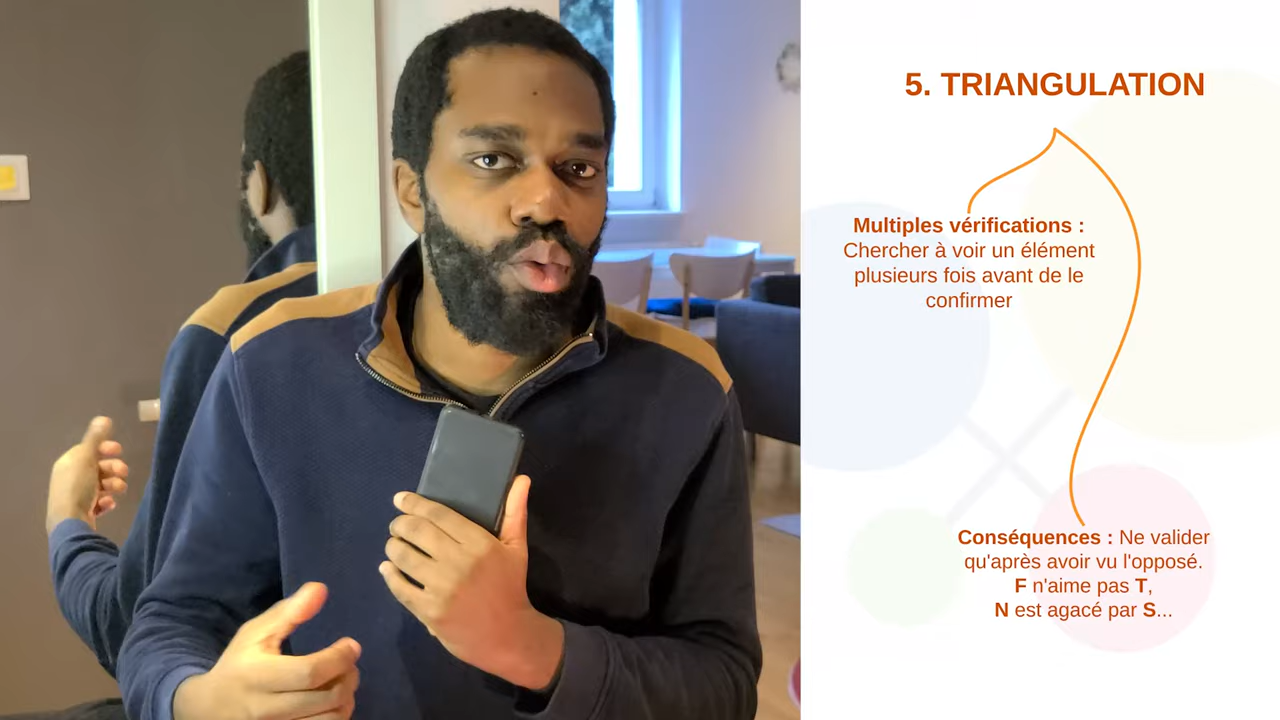 5. TRIANGULATION
Multiples vérifications :
Chercher à voir un élément
plusieurs fois avant de le
confirmer
Conséquences : Ne valider
qu'après avoir vu l'opposé.
F n'aime pas T,
N est agacé par S...